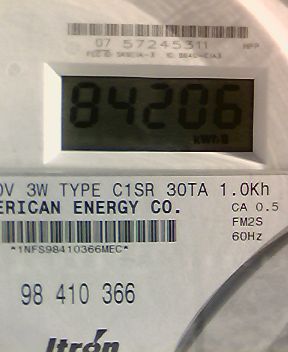 07 57245311 MFP
84206
kWh
0V 3W TYPE C1SR 30TA 1.0Kh
ERICAN ENERGY CO. CA 0.5
FM2S
*1NFS98410366MEC* 60Hz
98 410 366
Itron